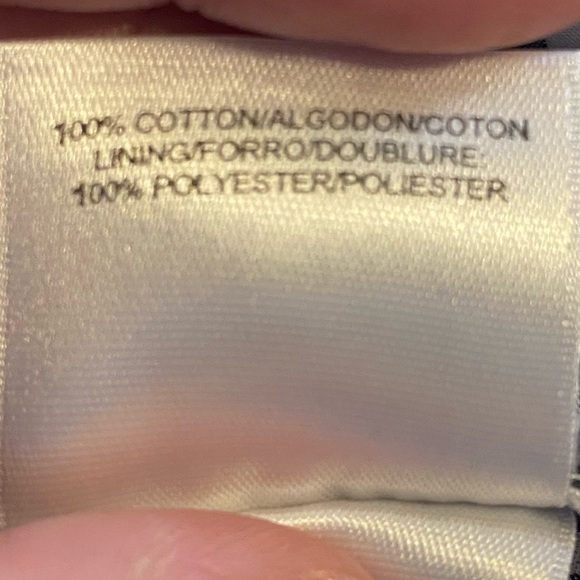 100% COTTON/ALGODON/COTON
LINING/FORRO/DOUBLURE:
100% POLYESTER/POLIESTER